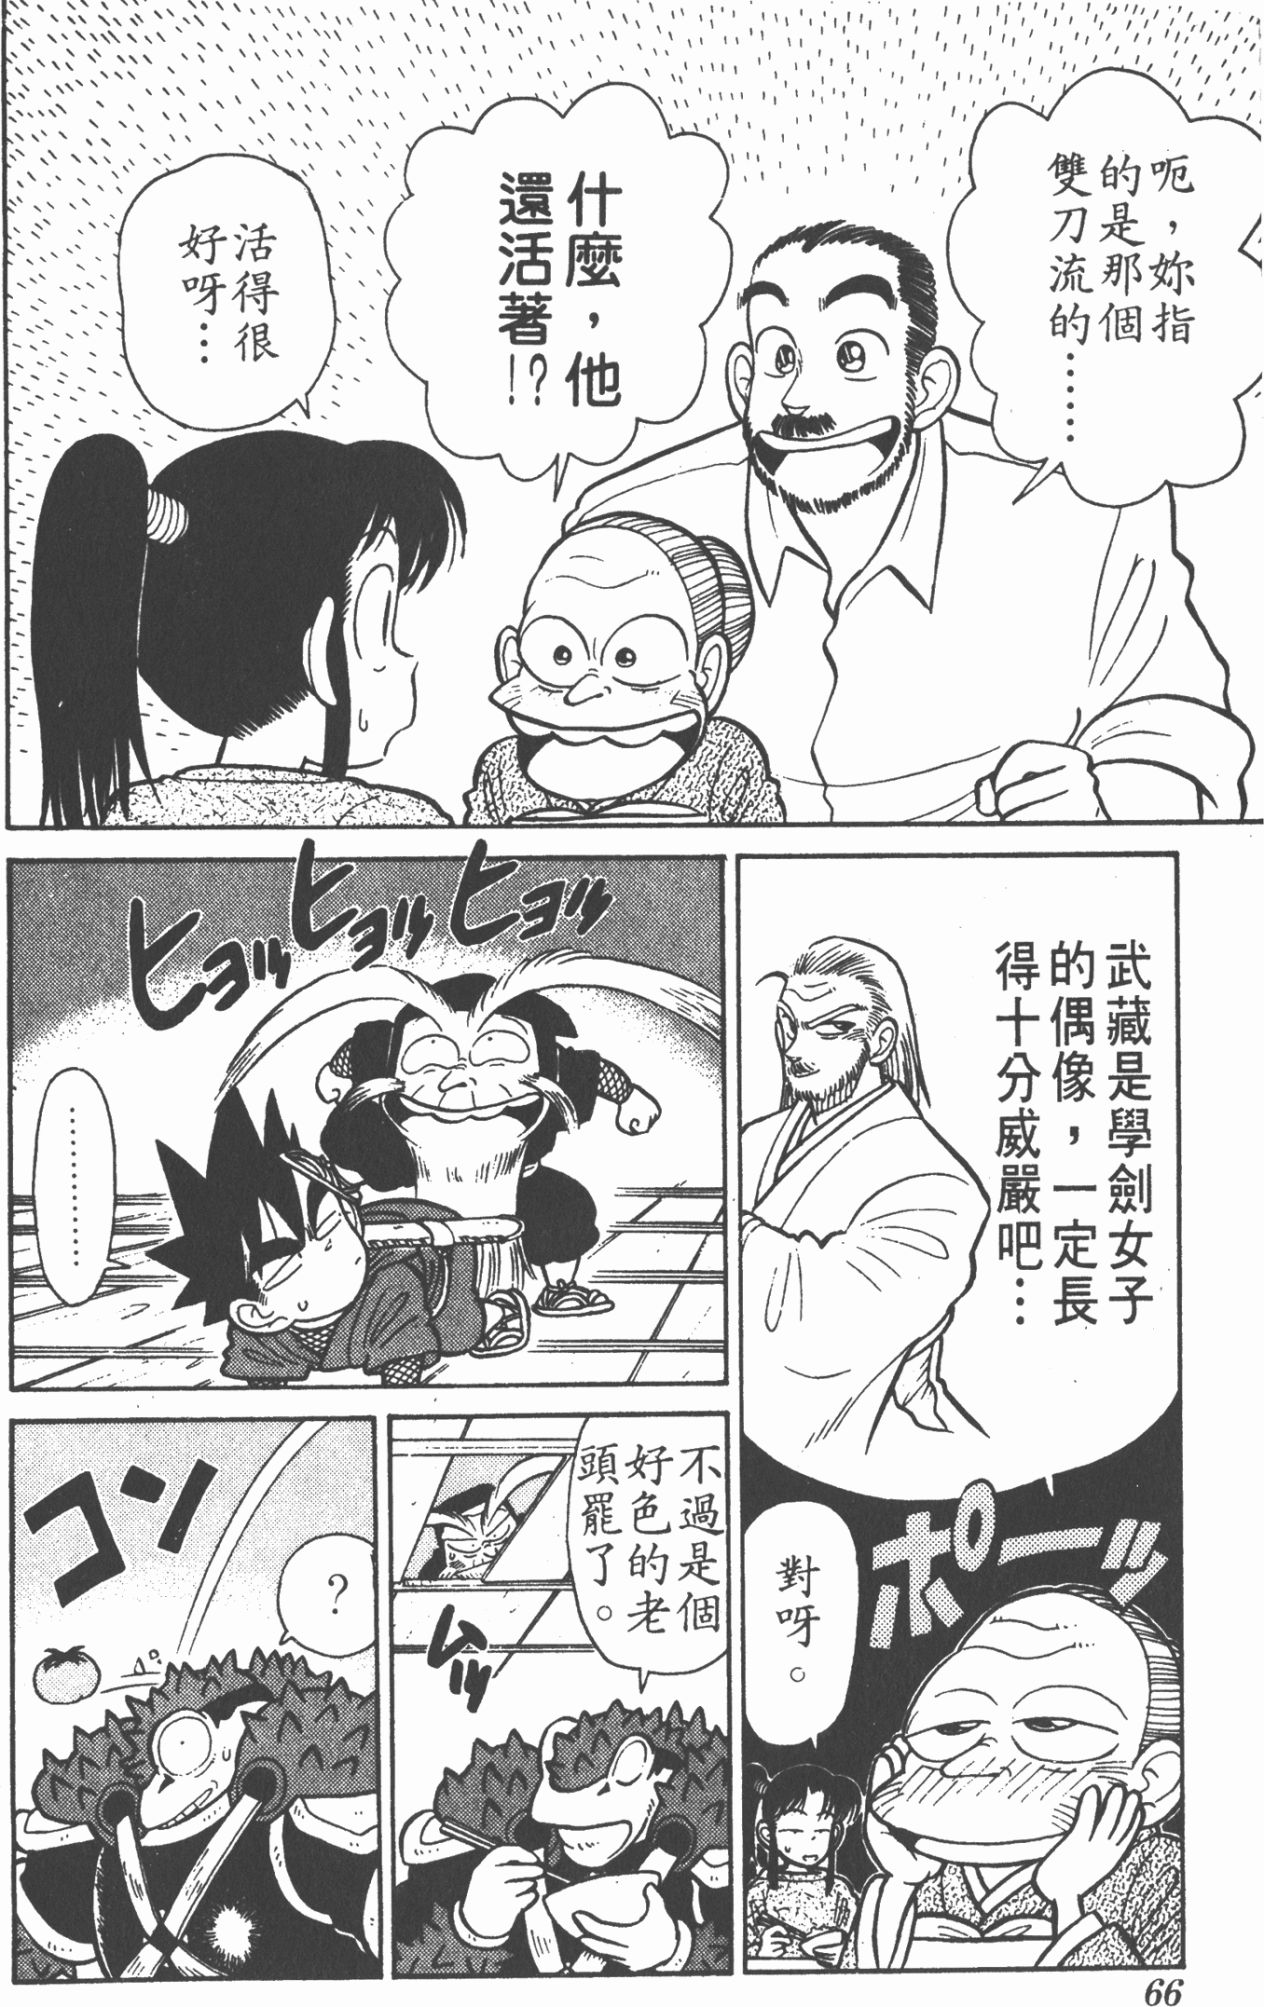 呃，妳指
的是那個
雙刀流的……
什麼，他
還活著!?
活得很
好呀…
武藏是學劍女子
的偶像，一定長
得十分威嚴吧…
ポーッ
對呀。
ヒョッ
ヒョッ
ヒョッ
…………
不過是個
好色的老
頭罷了。
ムッ
コン
?
66